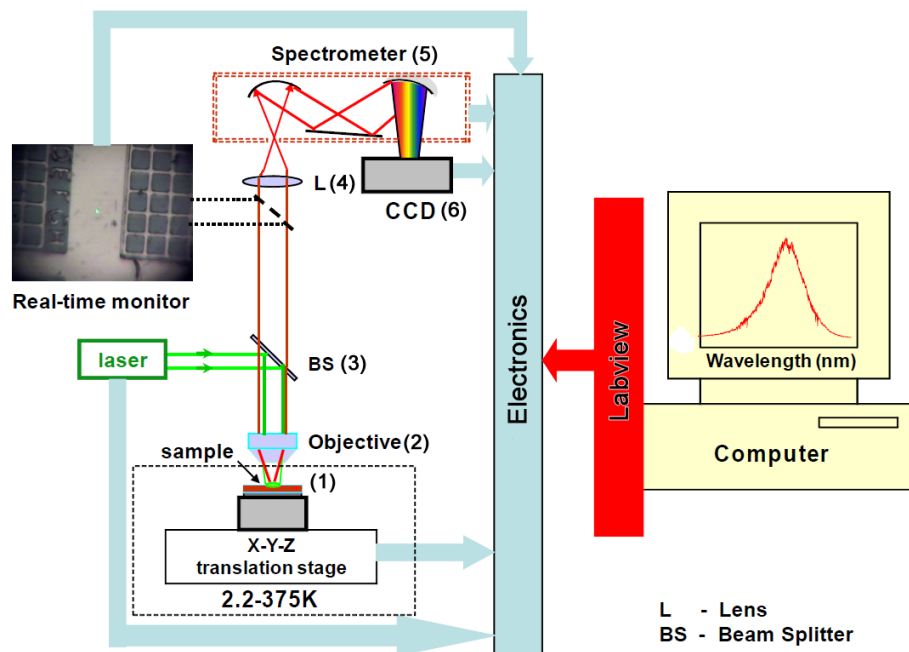 Spectrometer (5)
L (4)
CCD (6)
Real-time monitor
laser
BS (3)
Objective (2)
sample
(1)
X-Y-Z
translation stage
2.2-375K
Electronics
Labview
Wavelength (nm)
Computer
L - Lens
BS - Beam Splitter